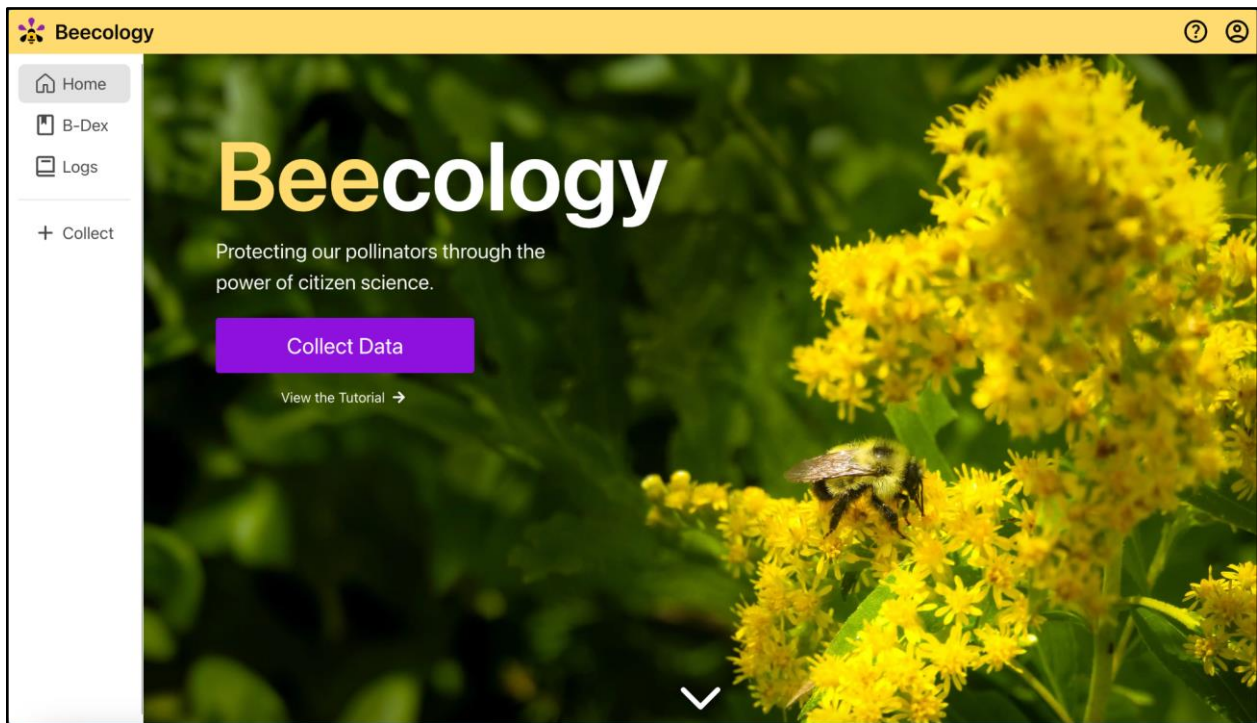 Beecology
Home
B-Dex
Logs
+ Collect
Beecology
Protecting our pollinators through the
power of citizen science.
Collect Data
View the Tutorial →